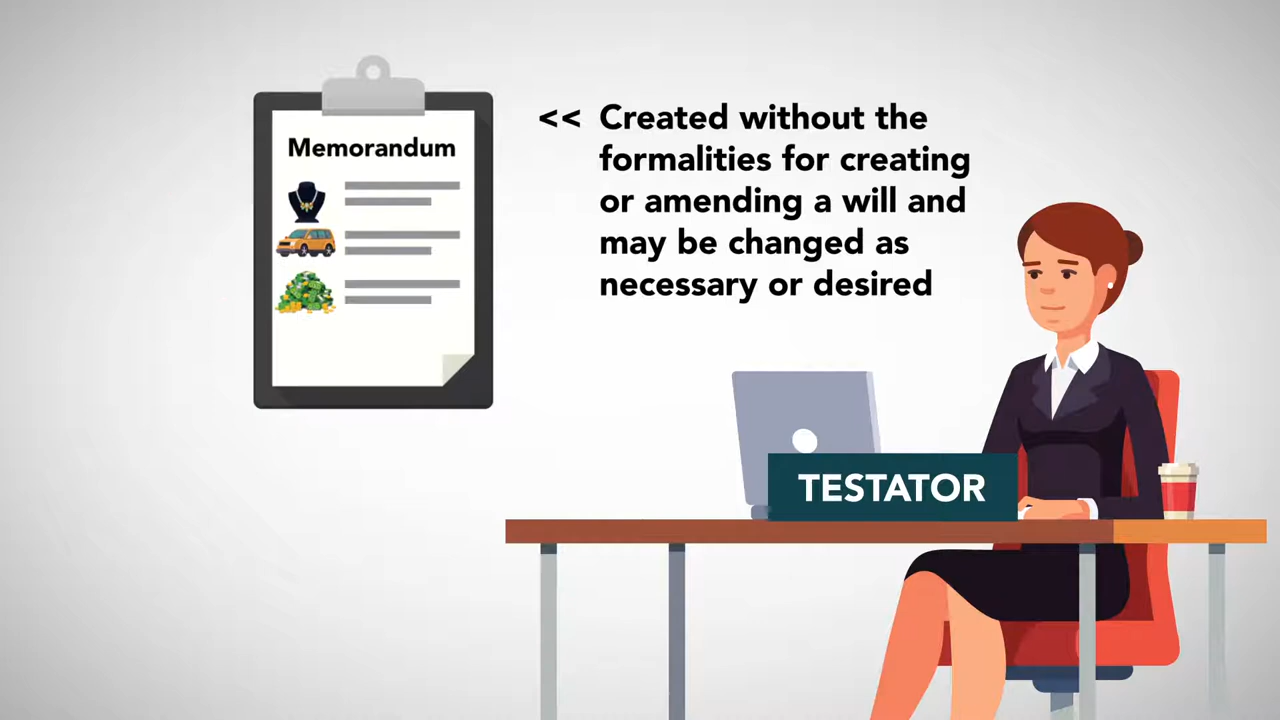 Memorandum
<< Created without the
formalities for creating
or amending a will and
may be changed as
necessary or desired
TESTATOR